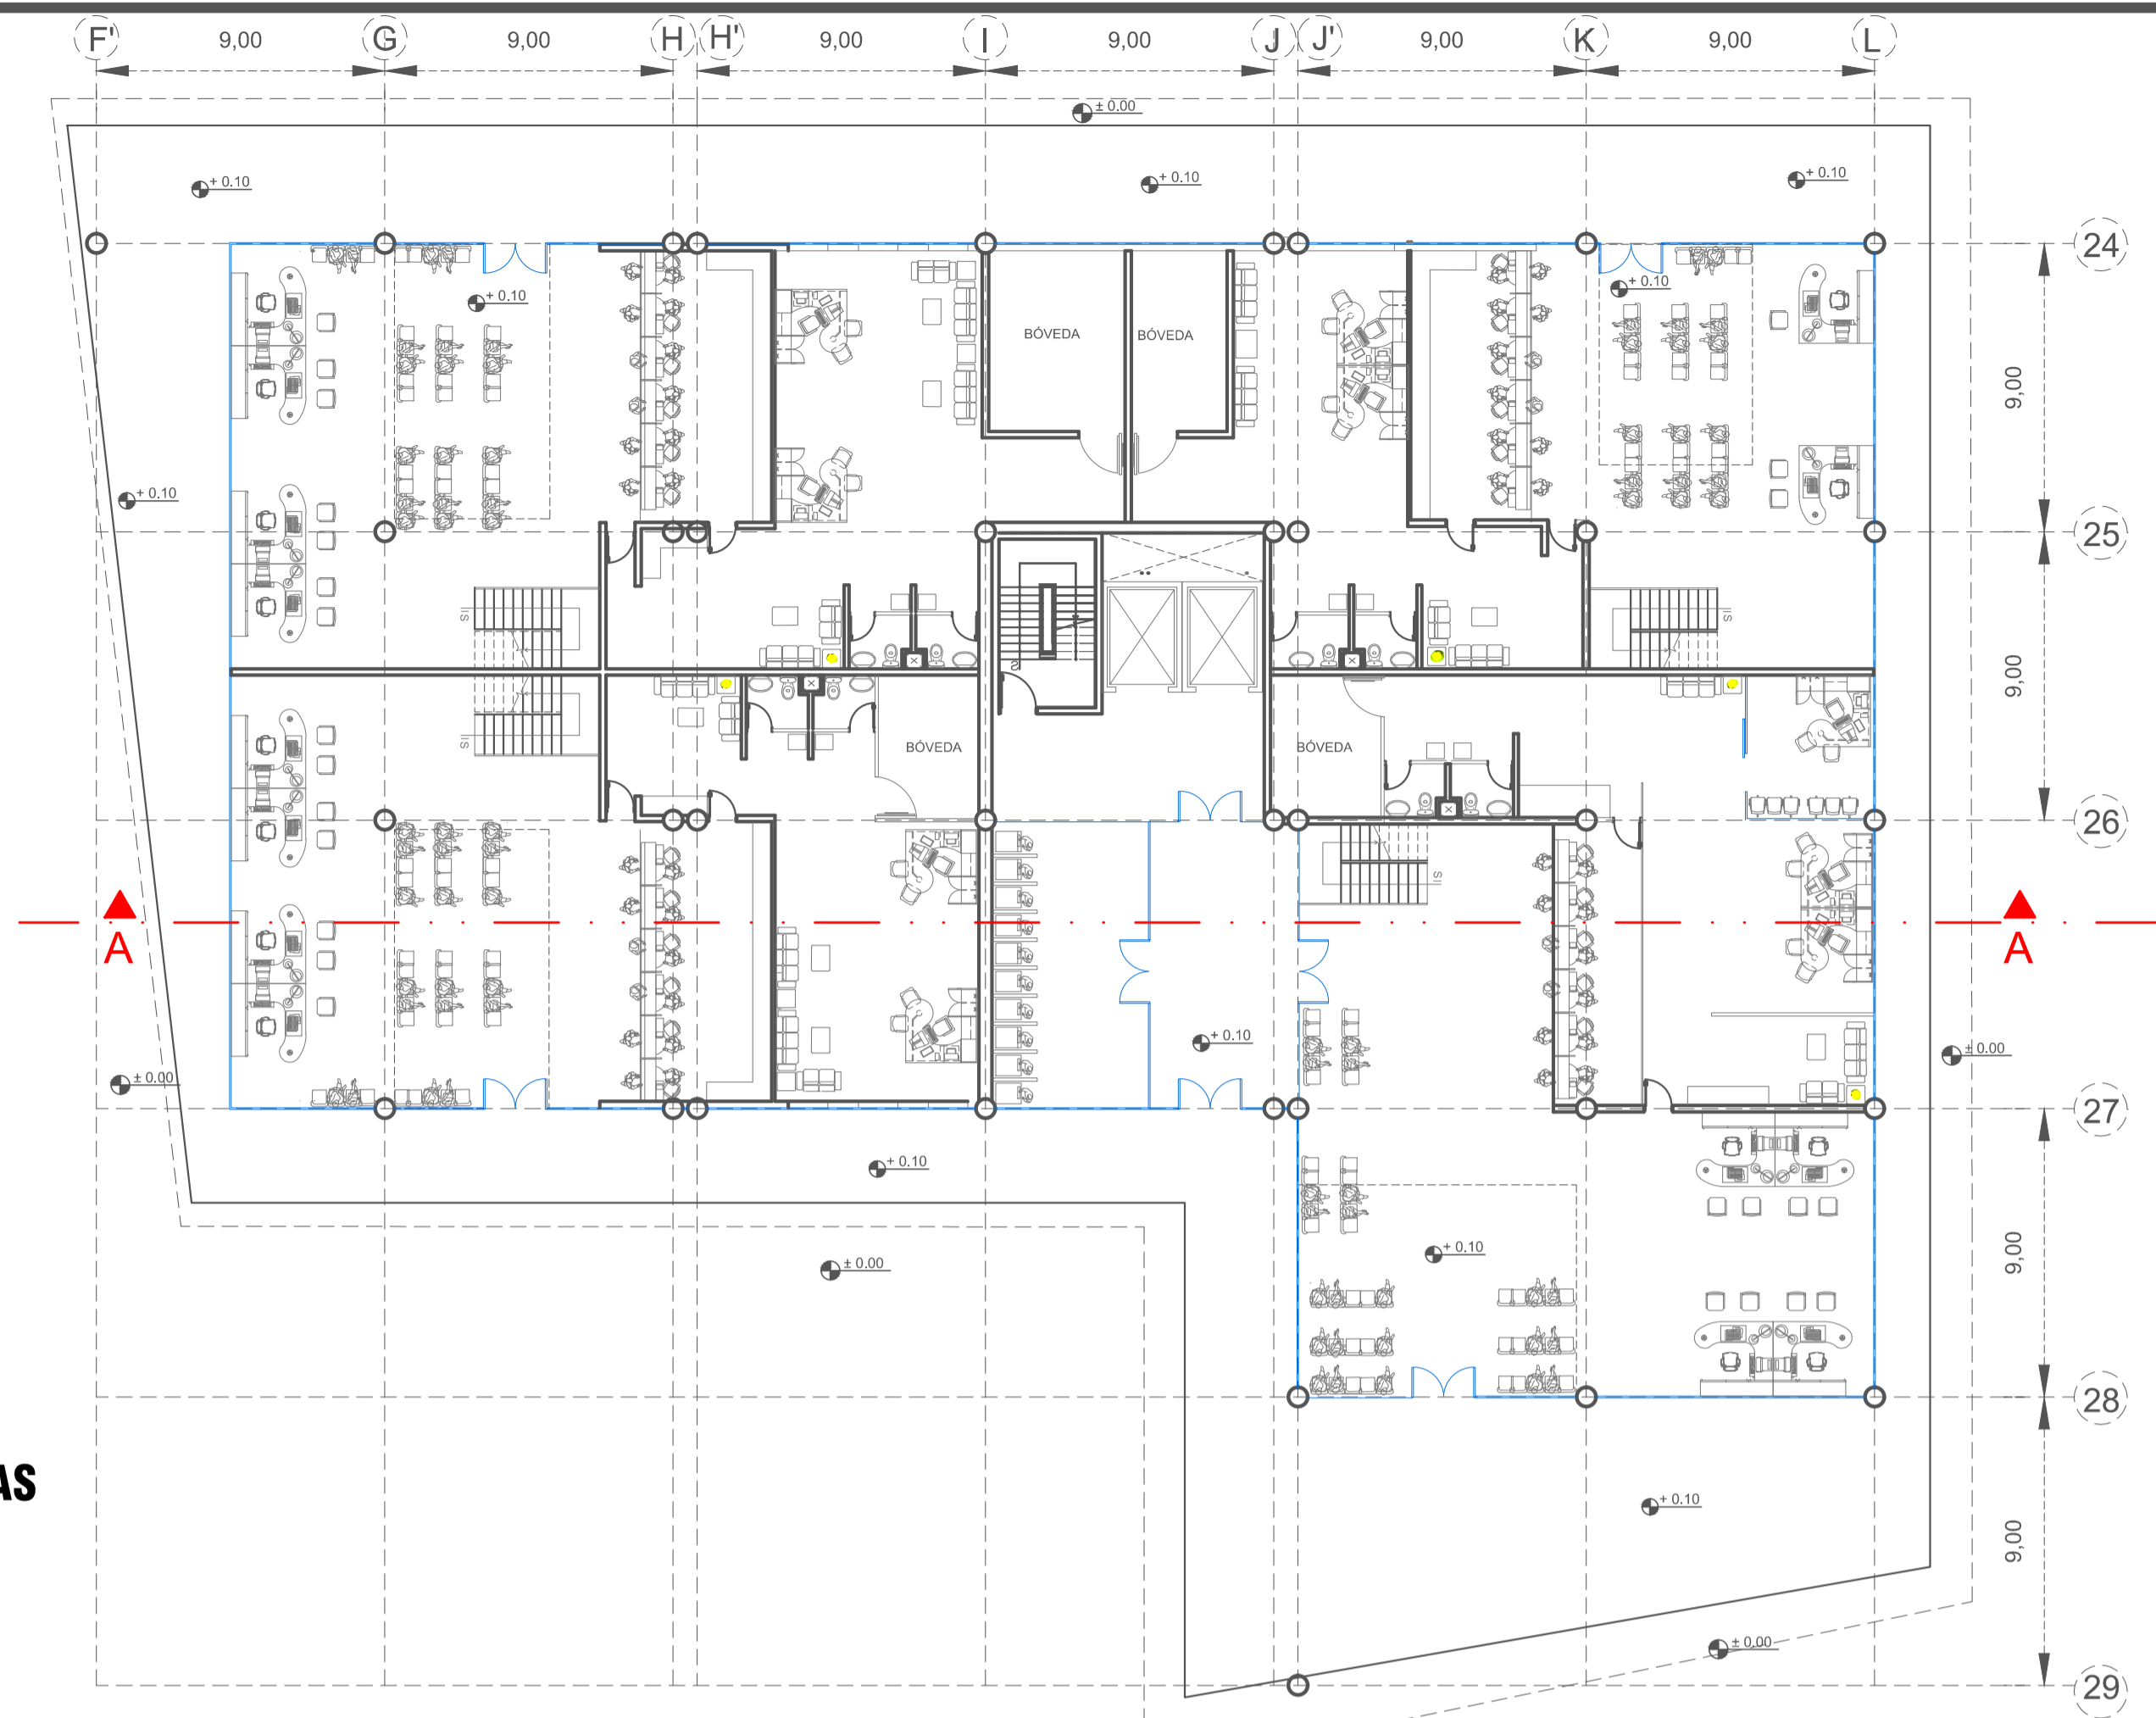 F' G H H' I J J' K L
9,00 9,00 9,00 9,00 9,00 9,00
± 0.00
+ 0.10 + 0.10 + 0.10
24
+ 0.10 + 0.10
BÓVEDA BÓVEDA
9,00
+ 0.10
25
9,00
BÓVEDA BÓVEDA
26
A A
+ 0.10
± 0.00 ± 0.00
27
+ 0.10
9,00
+ 0.10
± 0.00
28
AS
+ 0.10
9,00
± 0.00
29